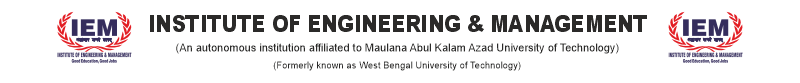 IEM
INSTITUTE OF ENGINEERING & MANAGEMENT
Good Education, Good Jobs
INSTITUTE OF ENGINEERING & MANAGEMENT
(An autonomous institution affiliated to Maulana Abul Kalam Azad University of Technology)
(Formerly known as West Bengal University of Technology)
IEM
INSTITUTE OF ENGINEERING & MANAGEMENT
Good Education, Good Jobs